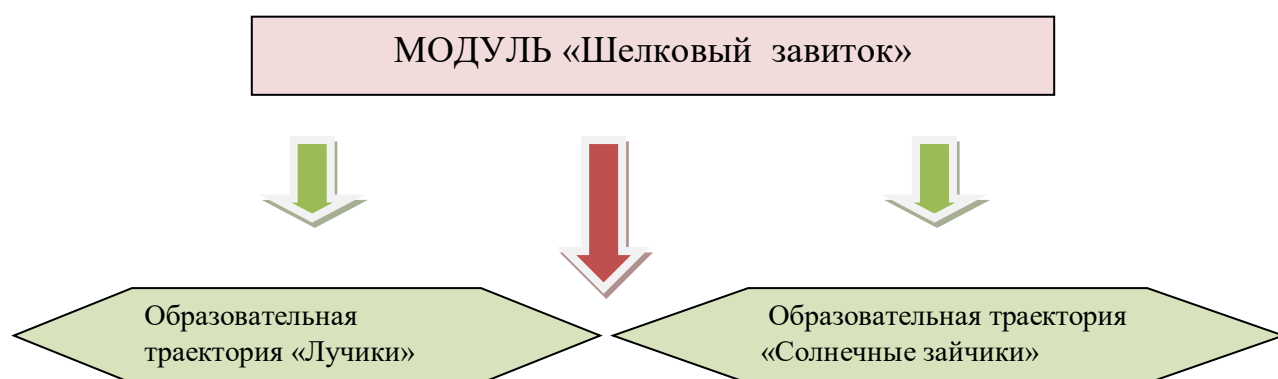 МОДУЛЬ «Шелковый завиток»
Образовательная
траектория «Лучики»
Образовательная траектория
«Солнечные зайчики»